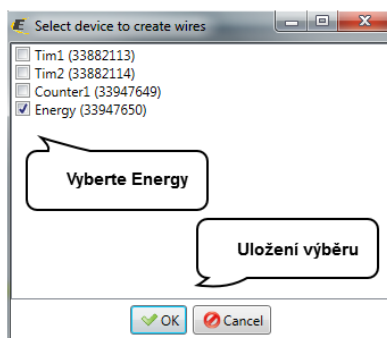 Select device to create wires
Tim1 (33882113)
Tim2 (33882114)
Counter1 (33947649)
Energy (33947650)
Vyberte Energy
Uložení výběru
OK
Cancel